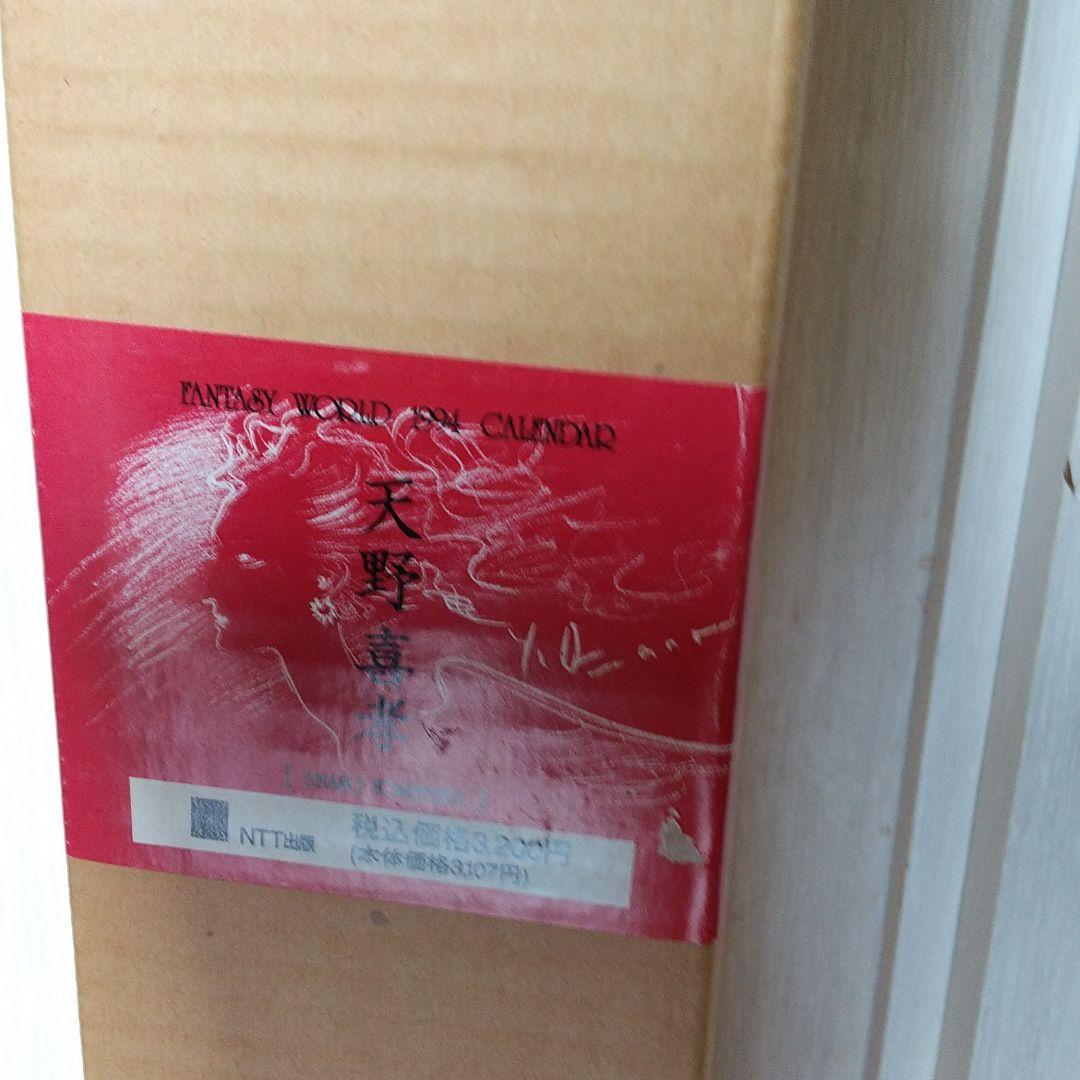 FANTASY WORLD 1994 CALENDAR
天野喜孝
NTT出版
税込価格3,200円
(本体価格3,107円)